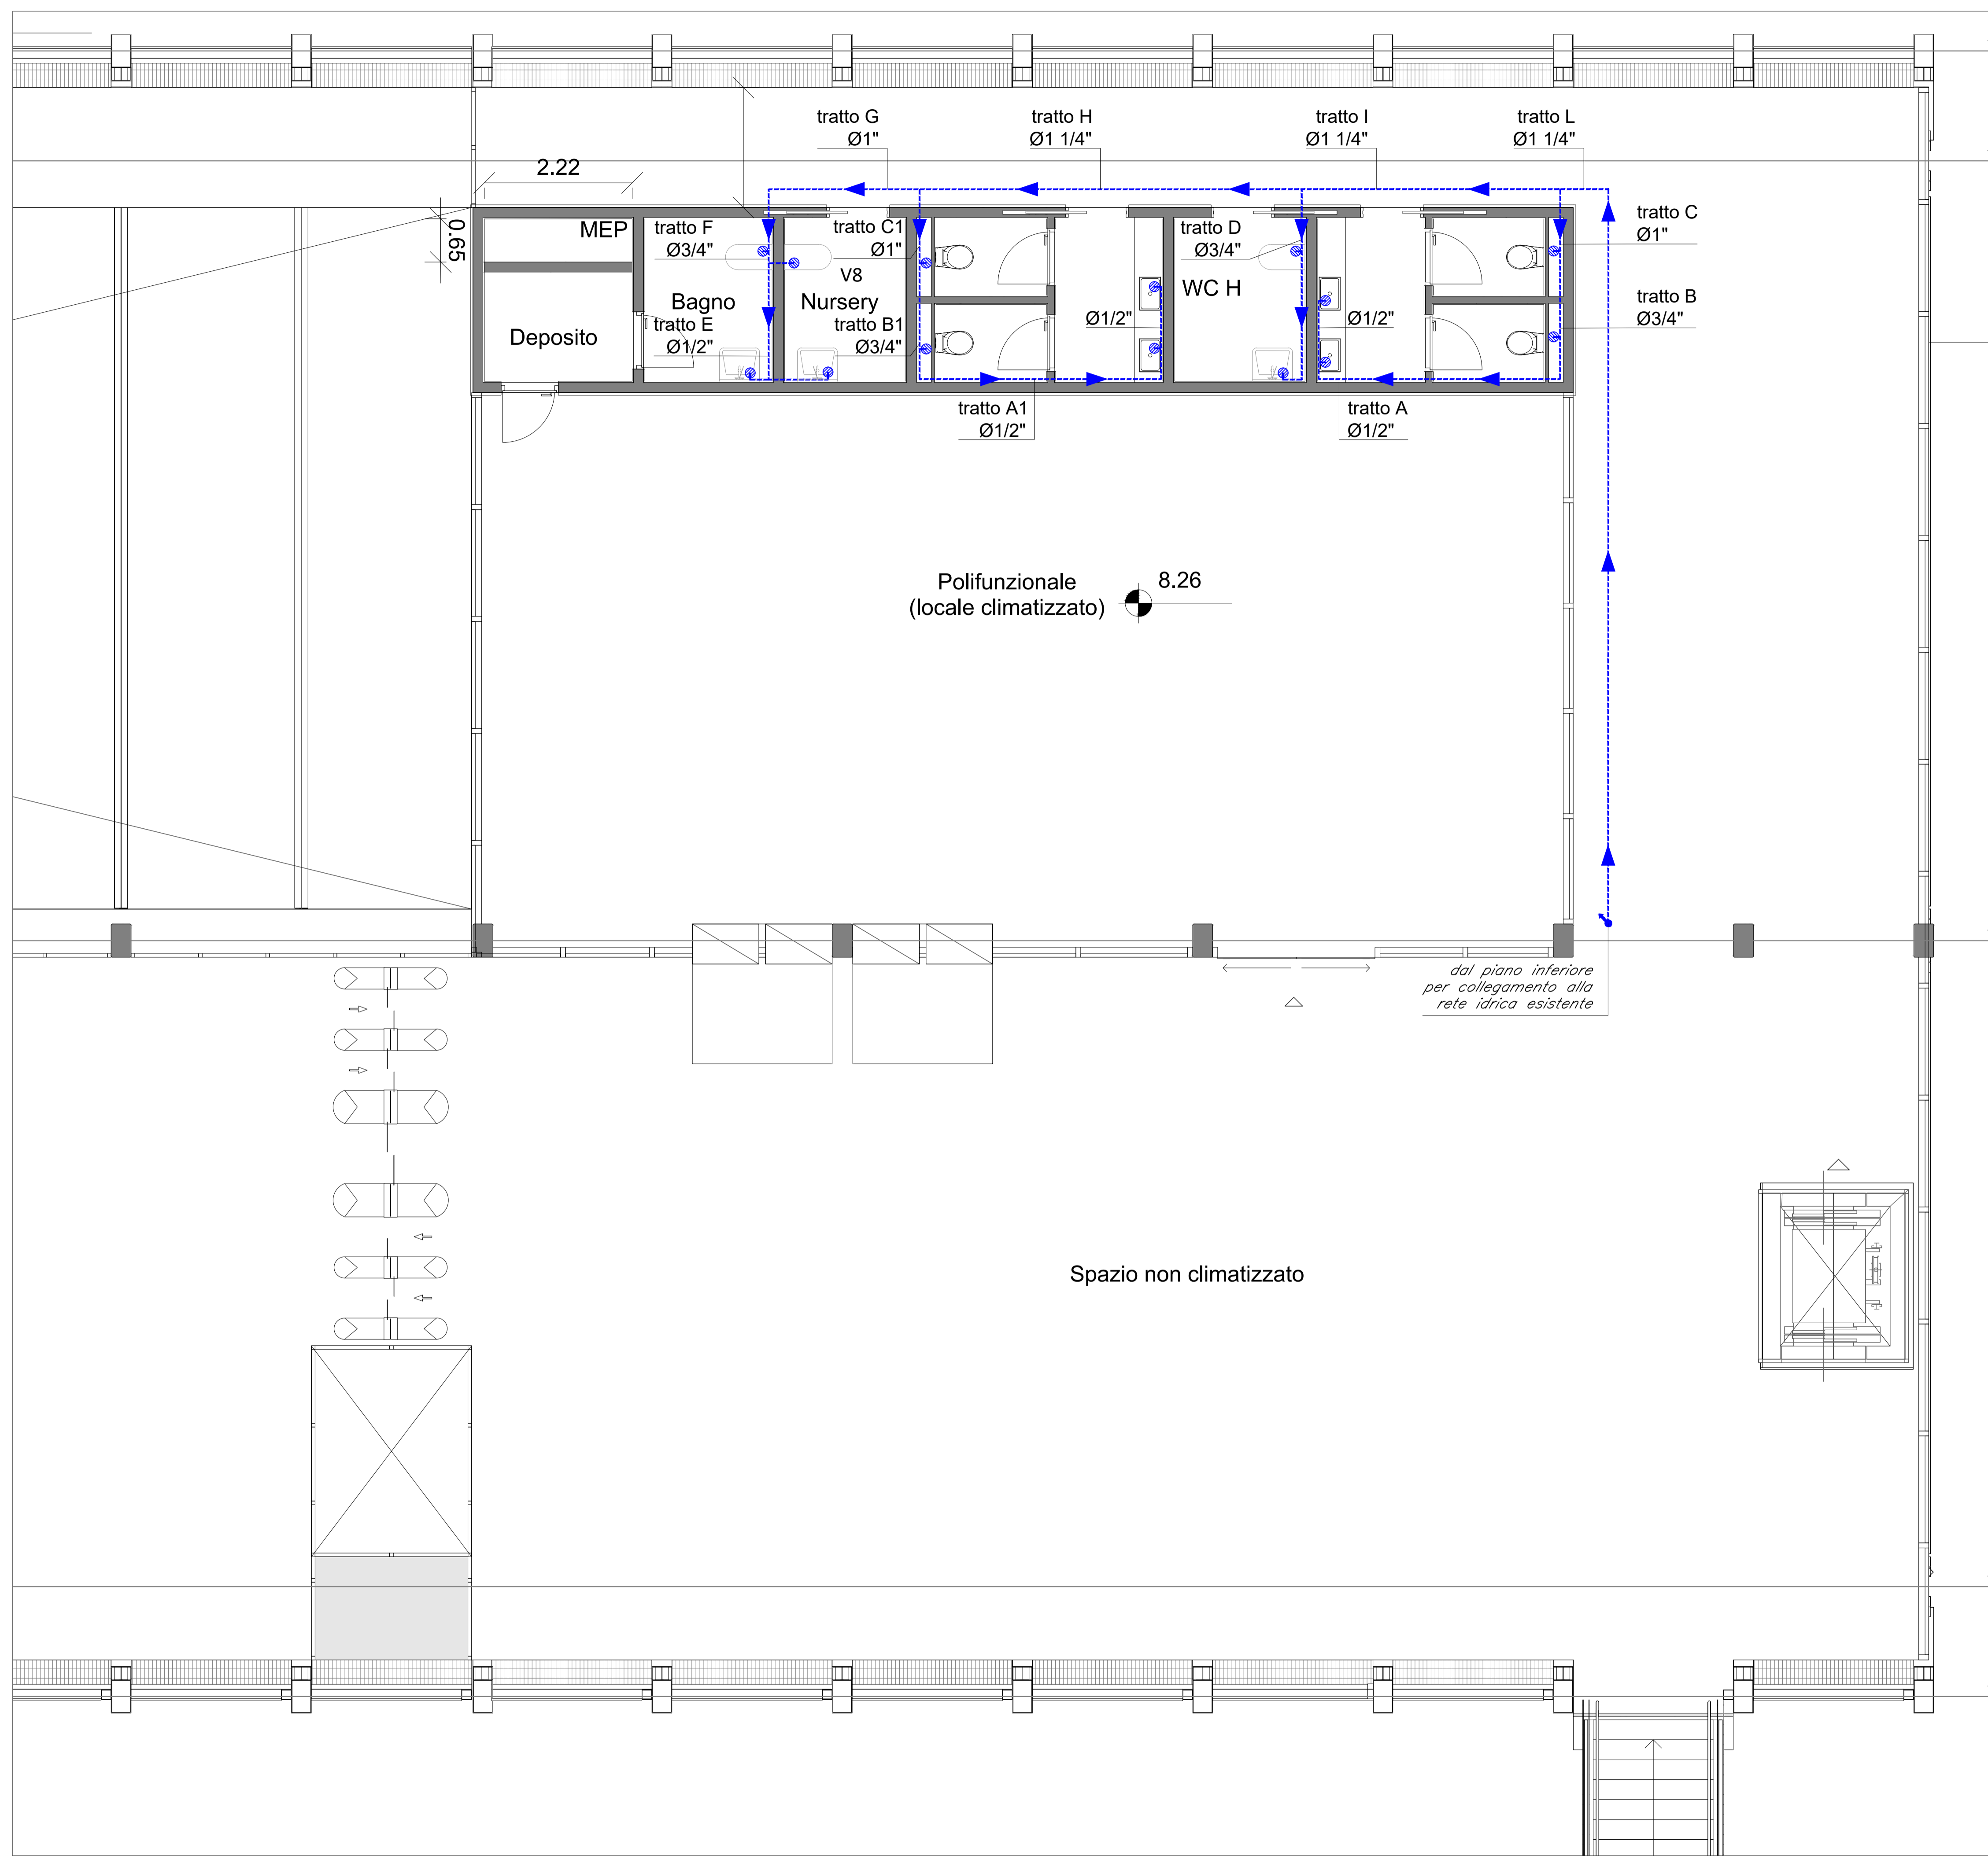 tratto G
Ø1"
tratto H
Ø1 1/4"
tratto I
Ø1 1/4"
tratto L
Ø1 1/4"
2.22
0.65
MEP
tratto F
Ø3/4"
tratto C1
Ø1"
V8
tratto D
Ø3/4"
tratto C
Ø1"
Bagno
Nursery
WC H
tratto B
Ø3/4"
Deposito
tratto E
Ø1/2"
tratto B1
Ø3/4"
Ø1/2"
Ø1/2"
tratto A1
Ø1/2"
tratto A
Ø1/2"
Polifunzionale
(locale climatizzato)
8.26
dal piano inferiore
per collegamento alla
rete idrica esistente
Spazio non climatizzato